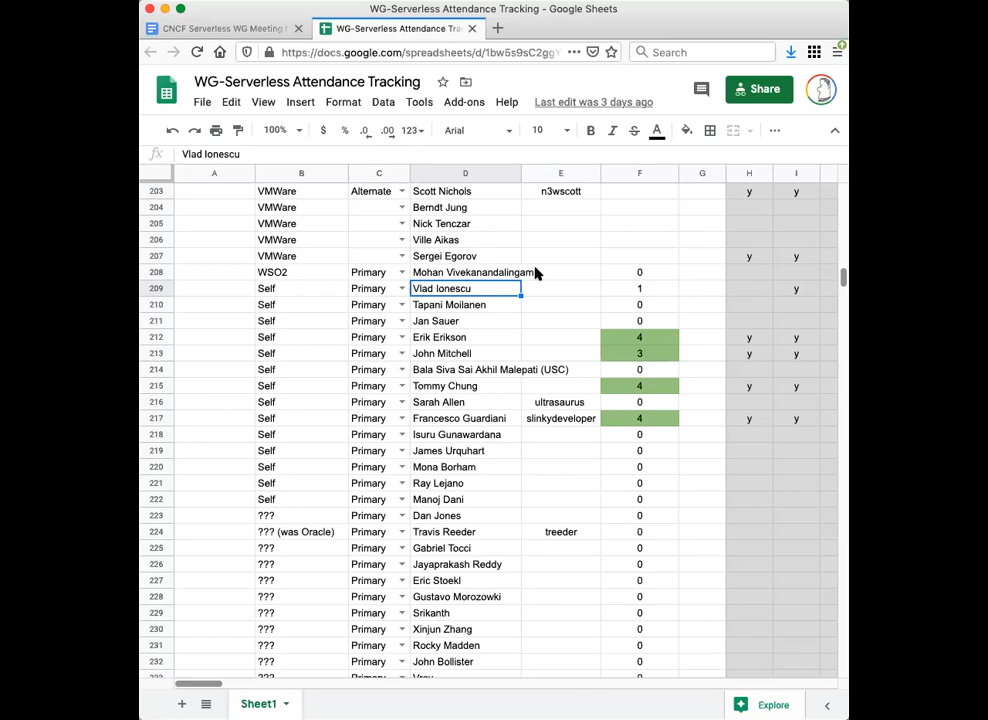 WG-Serverless Attendance Tracking - Google Sheets
CNCF Serverless WG Meeting
WG-Serverless Attendance Trac
https://docs.google.com/spreadsheets/d/1bw5s9sC2gg
Search
WG-Serverless Attendance Tracking
Share
File Edit View Insert Format Data Tools Add-ons Help Last edit was 3 days ago
100% $ % .0 .00 123 Arial 10 B I S A
fx Vlad Ionescu
A B C D E F G H I
203 VMWare Alternate Scott Nichols n3wscott y y
204 VMWare Berndt Jung
205 VMWare Nick Tenczar
206 VMWare Ville Aikas
207 VMWare Sergei Egorov y y
208 WSO2 Primary Mohan Vivekanandalingam 0
209 Self Primary Vlad Ionescu 1 y
210 Self Primary Tapani Moilanen 0
211 Self Primary Jan Sauer 0
212 Self Primary Erik Erikson 4 y y
213 Self Primary John Mitchell 3 y y
214 Self Primary Bala Siva Sai Akhil Malepati (USC) 0
215 Self Primary Tommy Chung 4 y y
216 Self Primary Sarah Allen ultrasaurus 0
217 Self Primary Francesco Guardiani slinkydeveloper 4 y y
218 Self Primary Isuru Gunawardana 0
219 Self Primary James Urquhart 0
220 Self Primary Mona Borham 0
221 Self Primary Ray Lejano 0
222 Self Primary Manoj Dani 0
223 ??? Primary Dan Jones 0
224 ??? (was Oracle) Primary Travis Reeder treeder 0
225 ??? Primary Gabriel Tocci 0
226 ??? Primary Jayaprakash Reddy 0
227 ??? Primary Eric Stoekl 0
228 ??? Primary Gustavo Morozowki 0
229 ??? Primary Srikanth 0
230 ??? Primary Xinjun Zhang 0
231 ??? Primary Rocky Madden 0
232 ??? Primary John Bollister 0
Sheet1
Explore